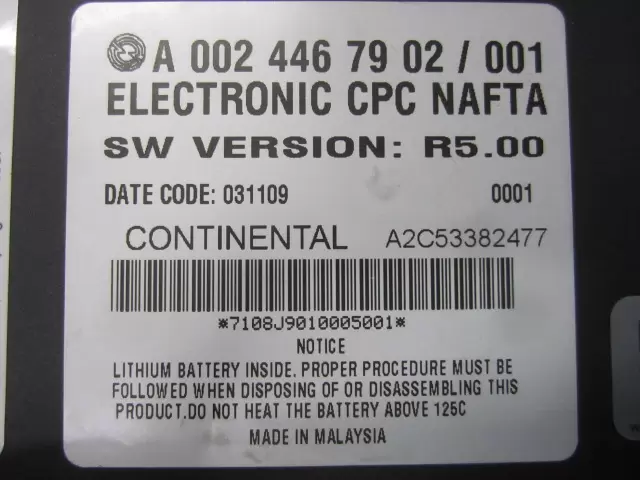 A 002 446 79 02 / 001
ELECTRONIC CPC NAFTA
SW VERSION: R5.00
DATE CODE: 031109 0001
CONTINENTAL A2C53382477
*7108J9010005001*
NOTICE
LITHIUM BATTERY INSIDE. PROPER PROCEDURE MUST BE
FOLLOWED WHEN DISPOSING OF OR DISASSEMBLING THIS
PRODUCT.DO NOT HEAT THE BATTERY ABOVE 125C
MADE IN MALAYSIA